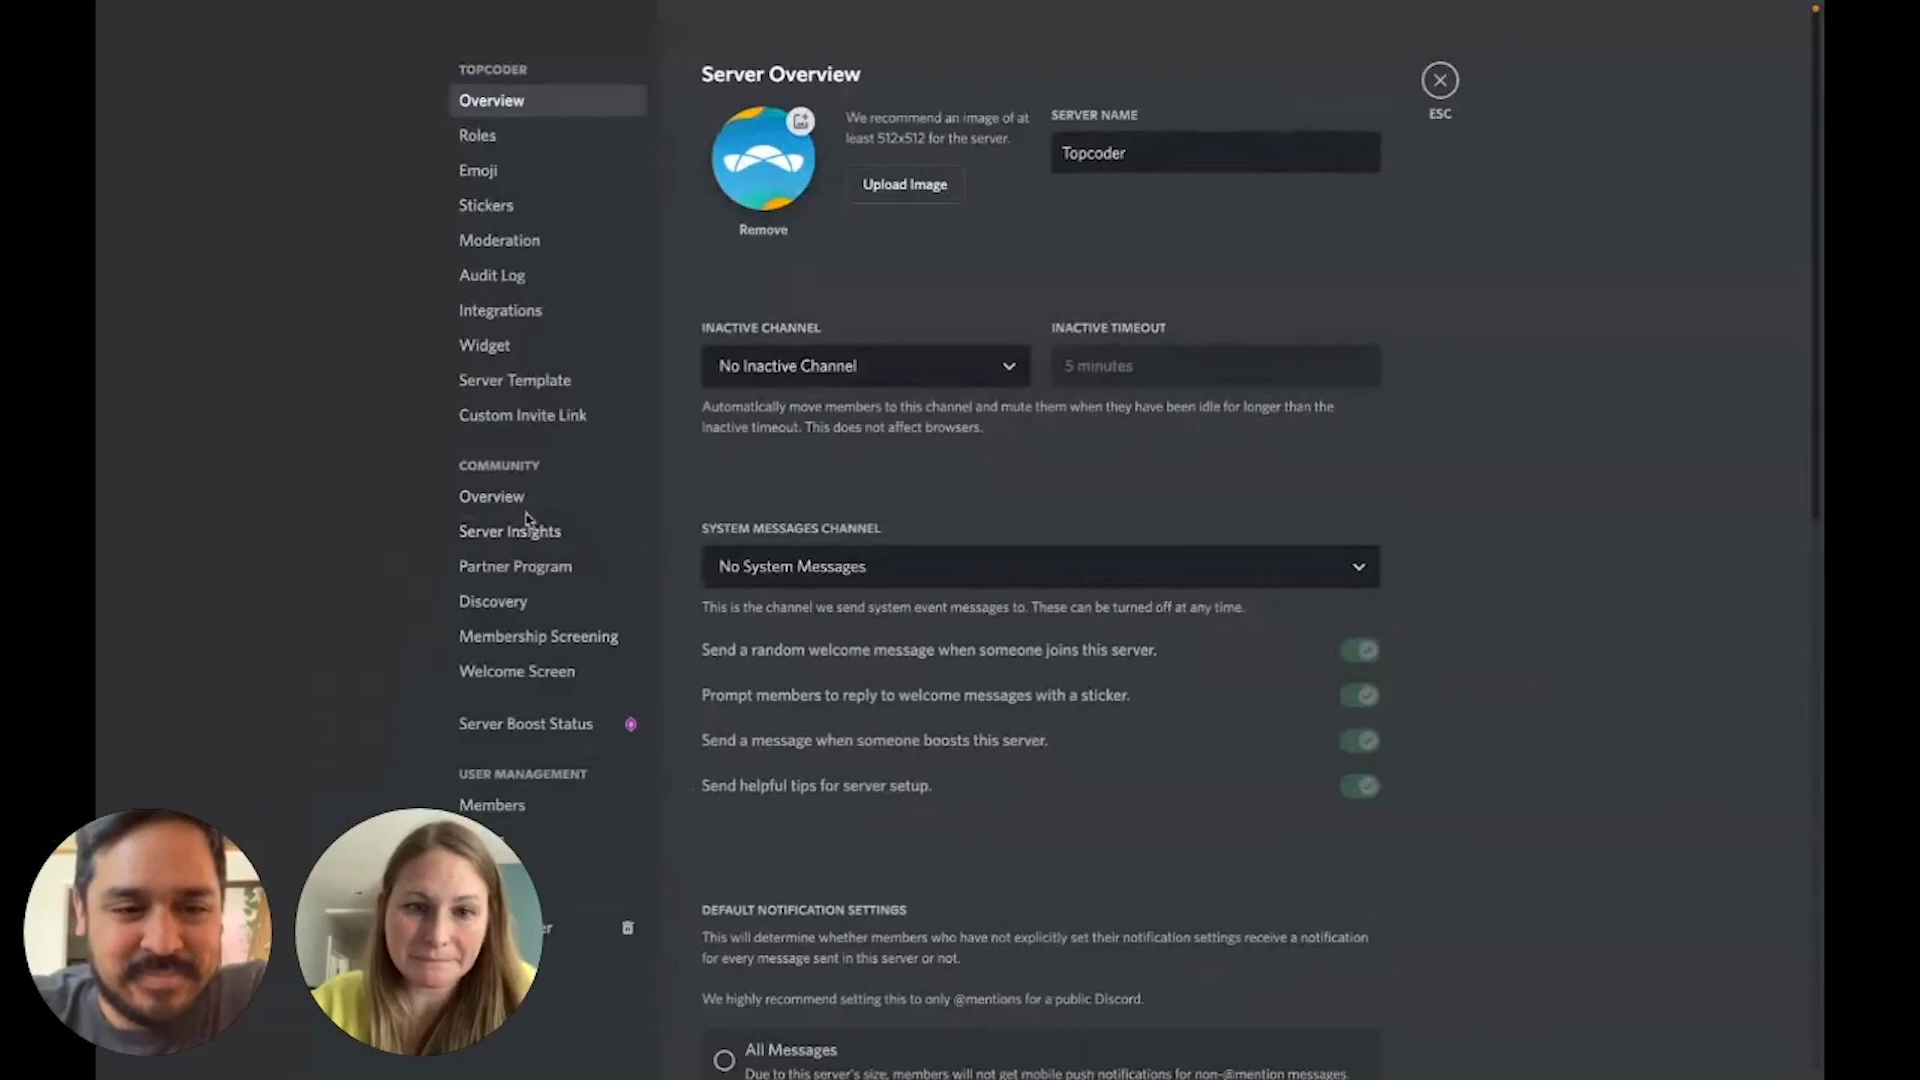 TOPCODER
Overview
Roles
Emoji
Stickers
Moderation
Audit Log
Integrations
Widget
Server Template
Custom Invite Link
COMMUNITY
Overview
Server Insights
Partner Program
Discovery
Membership Screening
Welcome Screen
Server Boost Status
USER MANAGEMENT
Members
er
Server Overview
We recommend an image of at
least 512x512 for the server.
Upload Image
Remove
SERVER NAME
Topcoder
ESC
INACTIVE CHANNEL
No Inactive Channel
INACTIVE TIMEOUT
5 minutes
Automatically move members to this channel and mute them when they have been idle for longer than the
inactive timeout. This does not affect browsers.
SYSTEM MESSAGES CHANNEL
No System Messages
This is the channel we send system event messages to. These can be turned off at any time.
Send a random welcome message when someone joins this server.
Prompt members to reply to welcome messages with a sticker.
Send a message when someone boosts this server.
Send helpful tips for server setup.
DEFAULT NOTIFICATION SETTINGS
This will determine whether members who have not explicitly set their notification settings receive a notification
for every message sent in this server or not.
We highly recommend setting this to only @mentions for a public Discord.
All Messages
Due to this server's size, members will not get mobile push notifications for non-@mention messages.